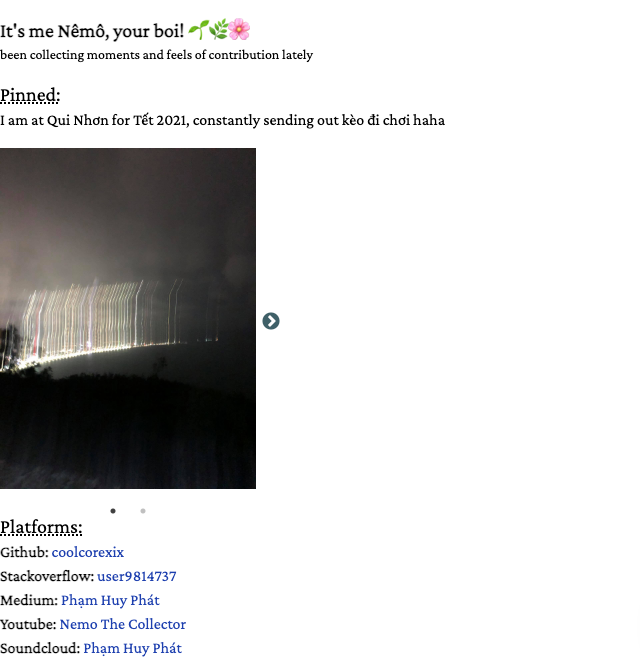 It's me Nêmô, your boi! 🌱🌿🌸
been collecting moments and feels of contribution lately
Pinned:
I am at Qui Nhơn for Tết 2021, constantly sending out kèo đi chơi haha
Platforms:
Github: coolcorexix
Stackoverflow: user9814737
Medium: Phạm Huy Phát
Youtube: Nemo The Collector
Soundcloud: Phạm Huy Phát